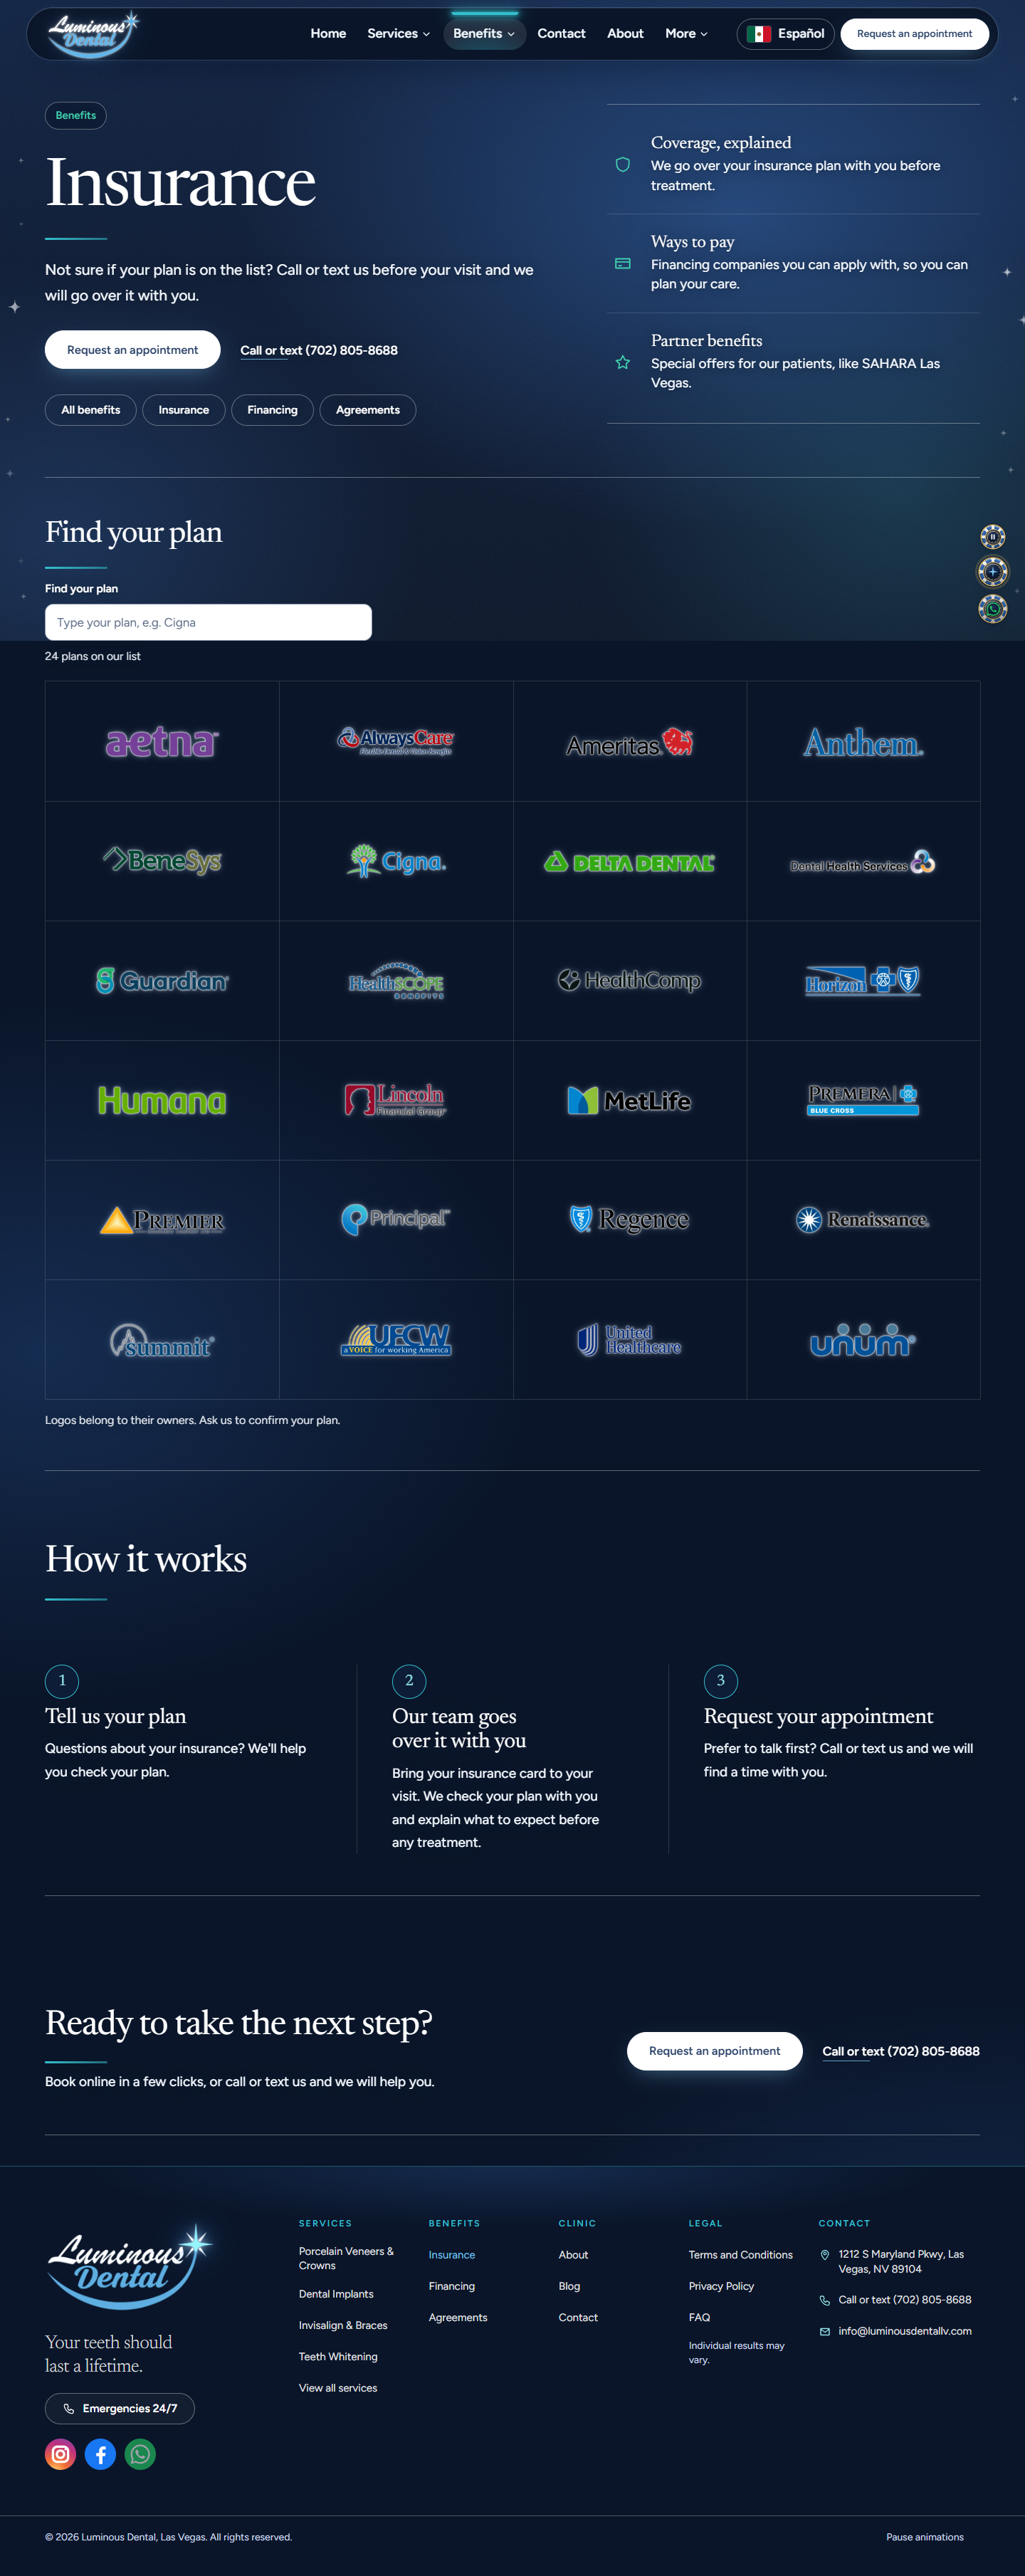 Luminous
Dental
Home
Services
Benefits
Contact
About
More
Español
Request an appointment
Benefits
Insurance
Not sure if your plan is on the list? Call or text us before your visit and we
will go over it with you.
Request an appointment
Call or text (702) 805-8688
All benefits
Insurance
Financing
Agreements
Coverage, explained
We go over your insurance plan with you before
treatment.
Ways to pay
Financing companies you can apply with, so you can
plan your care.
Partner benefits
Special offers for our patients, like SAHARA Las
Vegas.
Find your plan
Find your plan
Type your plan, e.g. Cigna
24 plans on our list
aetna
AlwaysCare
Flexible Dental & Vision Benefits
Ameritas
Anthem
BeneSys
Cigna.
DELTA DENTAL
Dental Health Services
Guardian
HealthSCOPE
BENEFITS
HealthComp
Horizon
Humana
Lincoln
Financial Group
MetLife
PREMERA
BLUE CROSS
PREMIER
Principal
Regence
Renaissance.
Summit
UFCW
a VOICE for working America
United
Healthcare
unum
Logos belong to their owners. Ask us to confirm your plan.
How it works
1
Tell us your plan
Questions about your insurance? We'll help
you check your plan.
2
Our team goes
over it with you
Bring your insurance card to your
visit. We check your plan with you
and explain what to expect before
any treatment.
3
Request your appointment
Prefer to talk first? Call or text us and we will
find a time with you.
Ready to take the next step?
Book online in a few clicks, or call or text us and we will help you.
Request an appointment
Call or text (702) 805-8688
Luminous
Dental
Your teeth should
last a lifetime.
Emergencies 24/7
SERVICES
Porcelain Veneers &
Crowns
Dental Implants
Invisalign & Braces
Teeth Whitening
View all services
BENEFITS
Insurance
Financing
Agreements
CLINIC
About
Blog
Contact
LEGAL
Terms and Conditions
Privacy Policy
FAQ
Individual results may
vary.
CONTACT
1212 S Maryland Pkwy, Las
Vegas, NV 89104
Call or text (702) 805-8688
info@luminousdentallv.com
© 2026 Luminous Dental, Las Vegas. All rights reserved.
Pause animations